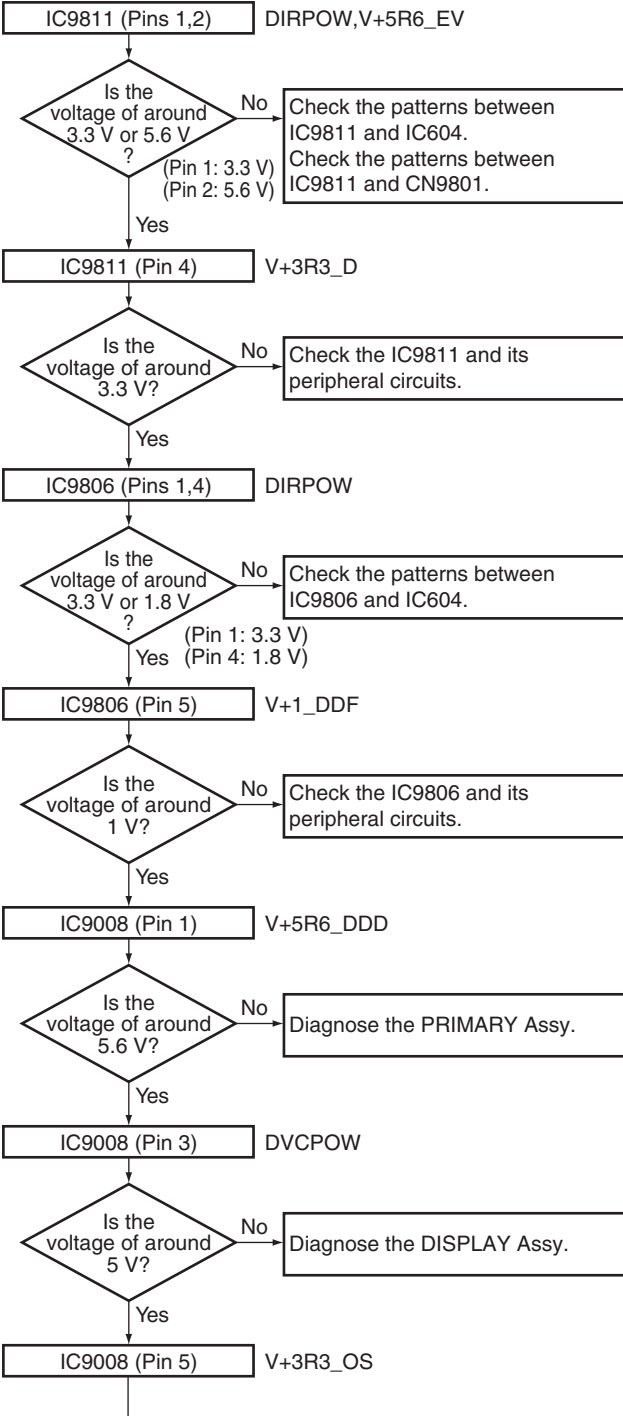 IC9811 (Pins 1,2) DIRPOW,V+5R6_EV
Is the
voltage of around
3.3 V or 5.6 V
?
No
Check the patterns between
IC9811 and IC604.
Check the patterns between
IC9811 and CN9801.
(Pin 1: 3.3 V)
(Pin 2: 5.6 V)
Yes
IC9811 (Pin 4) V+3R3_D
Is the
voltage of around
3.3 V?
No
Check the IC9811 and its
peripheral circuits.
Yes
IC9806 (Pins 1,4) DIRPOW
Is the
voltage of around
3.3 V or 1.8 V
?
No
Check the patterns between
IC9806 and IC604.
(Pin 1: 3.3 V)
(Pin 4: 1.8 V)
Yes
IC9806 (Pin 5) V+1_DDF
Is the
voltage of around
1 V?
No
Check the IC9806 and its
peripheral circuits.
Yes
IC9008 (Pin 1) V+5R6_DDD
Is the
voltage of around
5.6 V?
No
Diagnose the PRIMARY Assy.
Yes
IC9008 (Pin 3) DVCPOW
Is the
voltage of around
5 V?
No
Diagnose the DISPLAY Assy.
Yes
IC9008 (Pin 5) V+3R3_OS